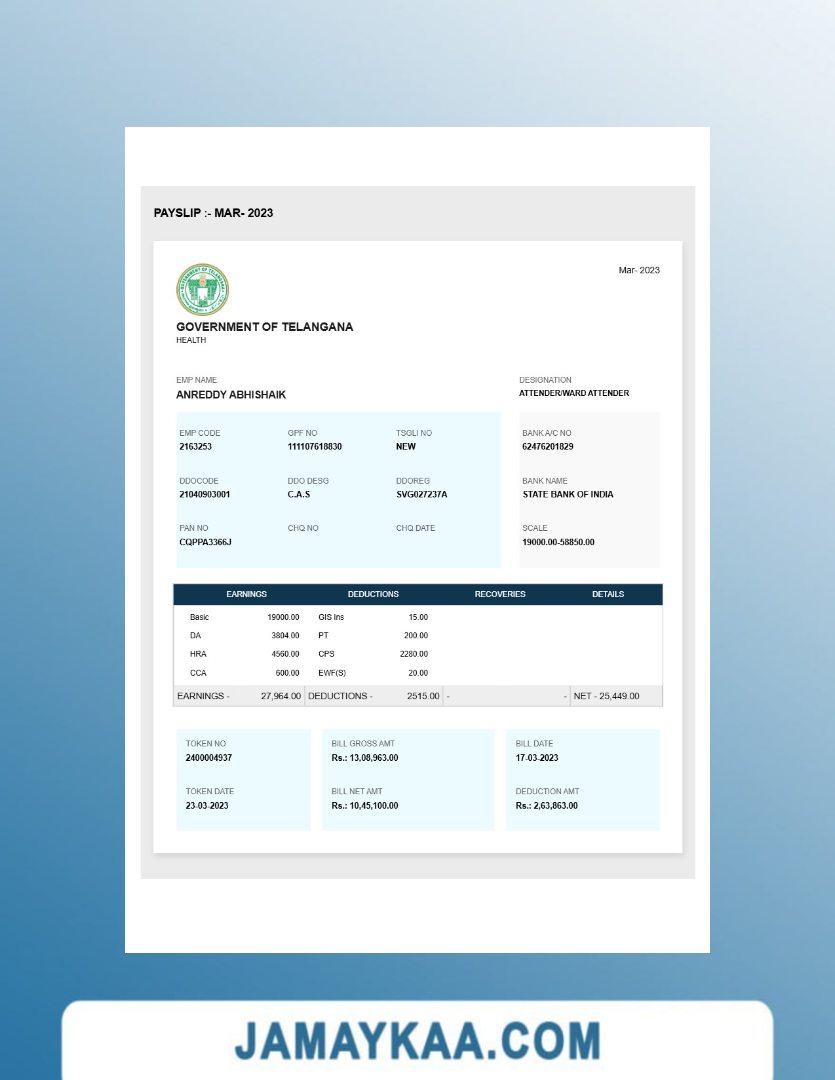 PAYSLIP :- MAR- 2023
Mar- 2023
GOVERNMENT OF TELANGANA
HEALTH
EMP NAME DESIGNATION
ANREDDY ABHISHAIK ATTENDER/WARD ATTENDER
EMP CODE GPF NO TSGLI NO BANK A/C NO
2163253 111107618830 NEW 62476201829
DDOCODE DDO DESG DDOREG BANK NAME
21040903001 C.A.S SVG027237A STATE BANK OF INDIA
PAN NO CHQ NO CHQ DATE SCALE
CQPPA3366J 19000.00-58850.00
EARNINGS DEDUCTIONS RECOVERIES DETAILS
Basic 19000.00 GIS Ins 15.00
DA 3804.00 PT 200.00
HRA 4560.00 CPS 2280.00
CCA 600.00 EWF(S) 20.00
EARNINGS - 27,964.00 DEDUCTIONS - 2515.00 - - NET - 25,449.00
TOKEN NO BILL GROSS AMT BILL DATE
2400004937 Rs.: 13,08,963.00 17-03-2023
TOKEN DATE BILL NET AMT DEDUCTION AMT
23-03-2023 Rs.: 10,45,100.00 Rs.: 2,63,863.00
JAMAYKAA.COM